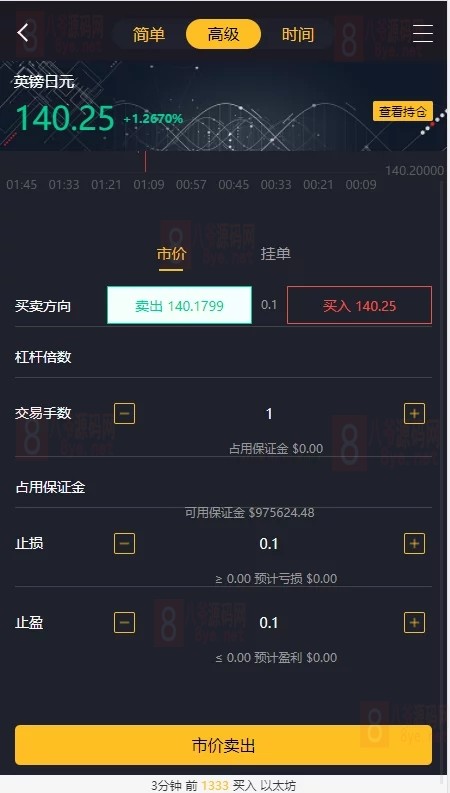 简单 高级 时间
英镑日元
140.25 +1.2670%
查看持仓
140.20000
01:45 01:33 01:21 01:09 00:57 00:45 00:33 00:21 00:09
市价 挂单
买卖方向 卖出 140.1799 0.1 买入 140.25
杠杆倍数
交易手数 1
占用保证金 $0.00
占用保证金
可用保证金 $975624.48
止损 0.1
≥ 0.00 预计亏损 $0.00
止盈 0.1
≤ 0.00 预计盈利 $0.00
市价卖出
3分钟 前 1333 买入 以太坊